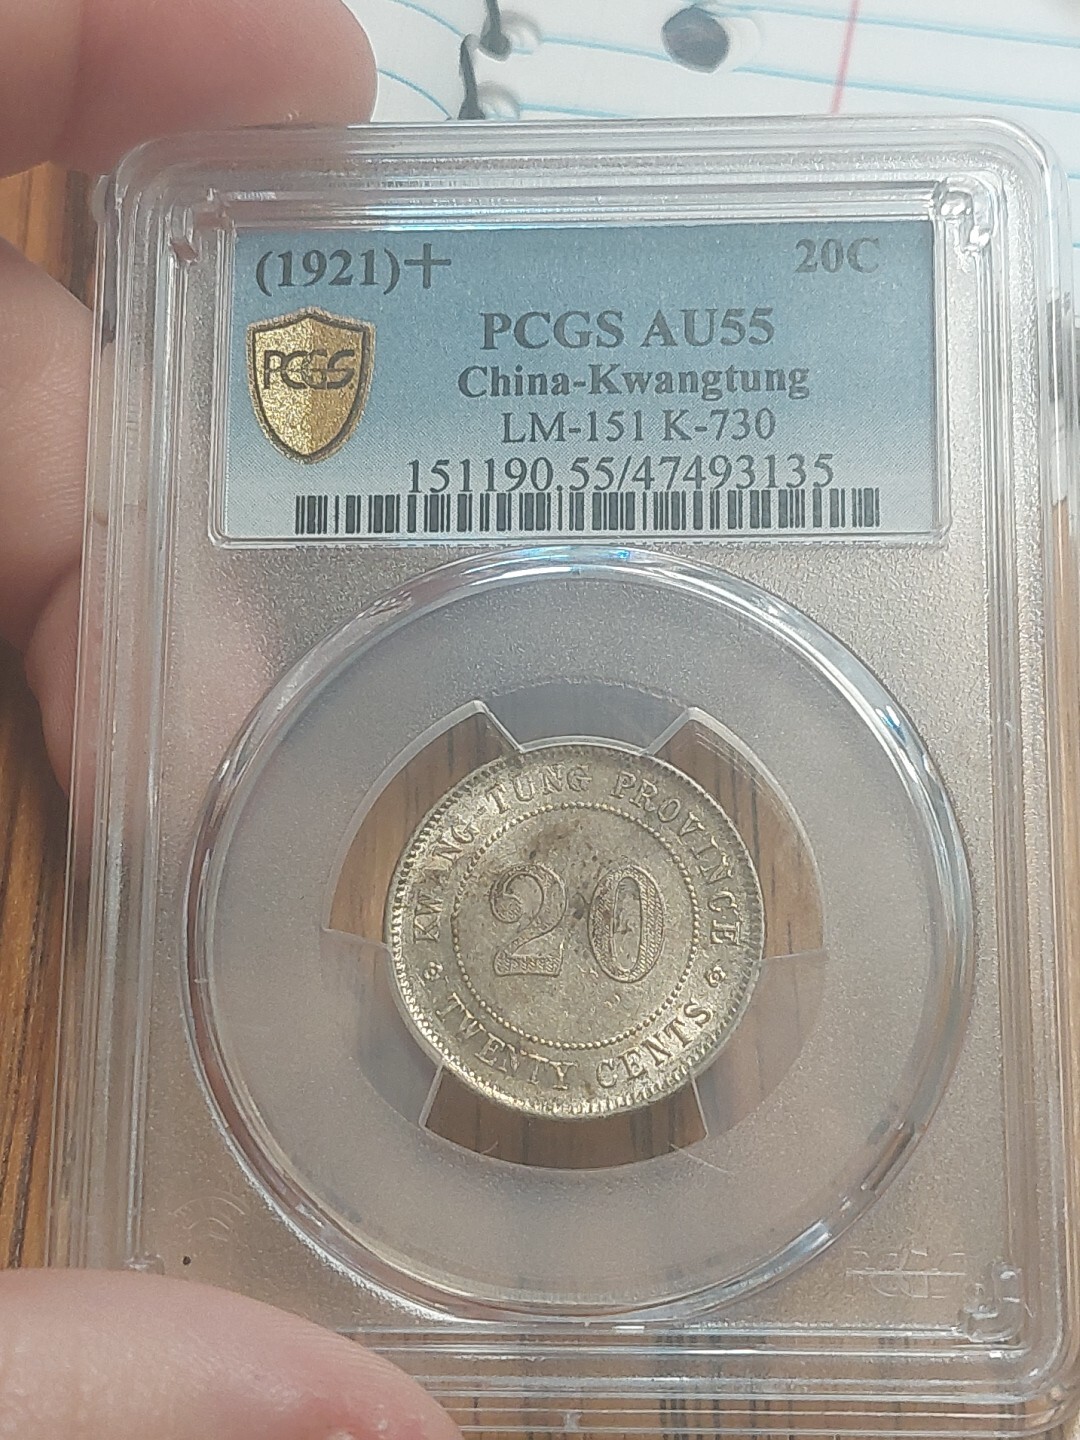 (1921)十 20C
PCGS AU55
PCGS
China-Kwangtung
LM-151 K-730
151190.55/47493135
KWANG TUNG PROVINCE
20
TWENTY CENTS